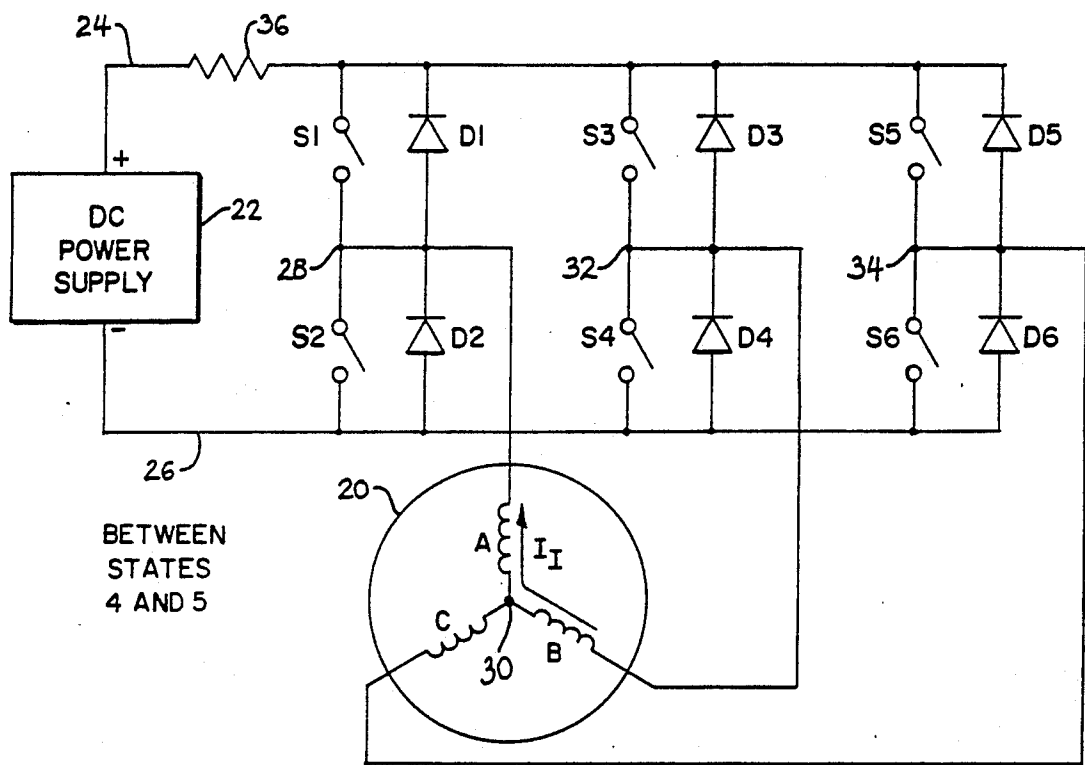 24
36
S1
D1
S3
D3
S5
D5
+
DC
POWER
SUPPLY
22
28
32
34
-
S2
D2
S4
D4
S6
D6
26
20
BETWEEN
STATES
4 AND 5
A
II
C
B
30